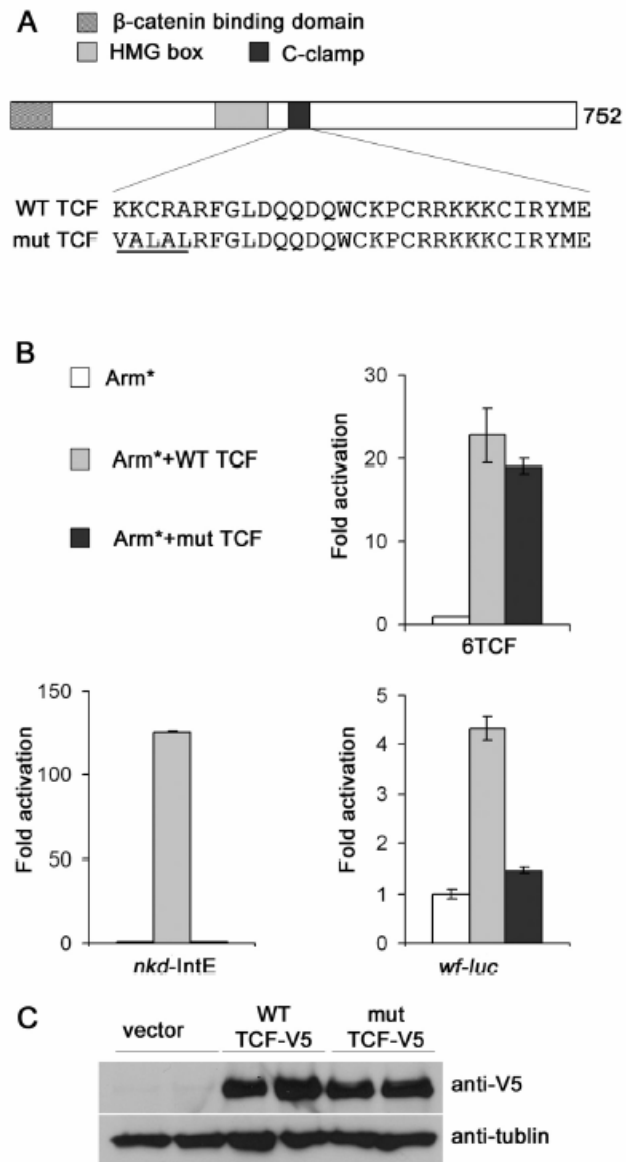 A
β-catenin binding domain
HMG box
C-clamp
752
WT TCF KKCRARFGLDQQDQWCKPCRRKKKCIRYME
mut TCF VALALRFGLDQQDQWCKPCRRKKKCIRYME
B
Arm*
Arm*+WT TCF
Arm*+mut TCF
Fold activation
30
20
10
0
6TCF
Fold activation
150
100
50
0
nkd-IntE
Fold activation
5
4
3
2
1
0
wf-luc
C
vector
WT
TCF-V5
mut
TCF-V5
anti-V5
anti-tublin